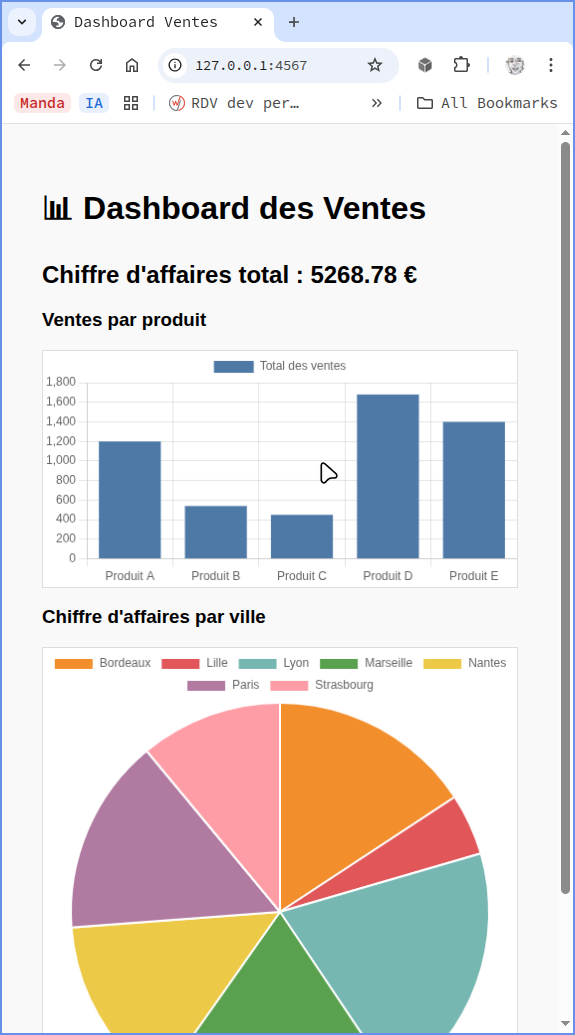 Dashboard Ventes
127.0.0.1:4567
Manda IA RDV dev per… » All Bookmarks
Dashboard des Ventes
Chiffre d'affaires total : 5268.78 €
Ventes par produit
Total des ventes
1,800
1,600
1,400
1,200
1,000
800
600
400
200
0
Produit A Produit B Produit C Produit D Produit E
Chiffre d'affaires par ville
Bordeaux Lille Lyon Marseille Nantes
Paris Strasbourg